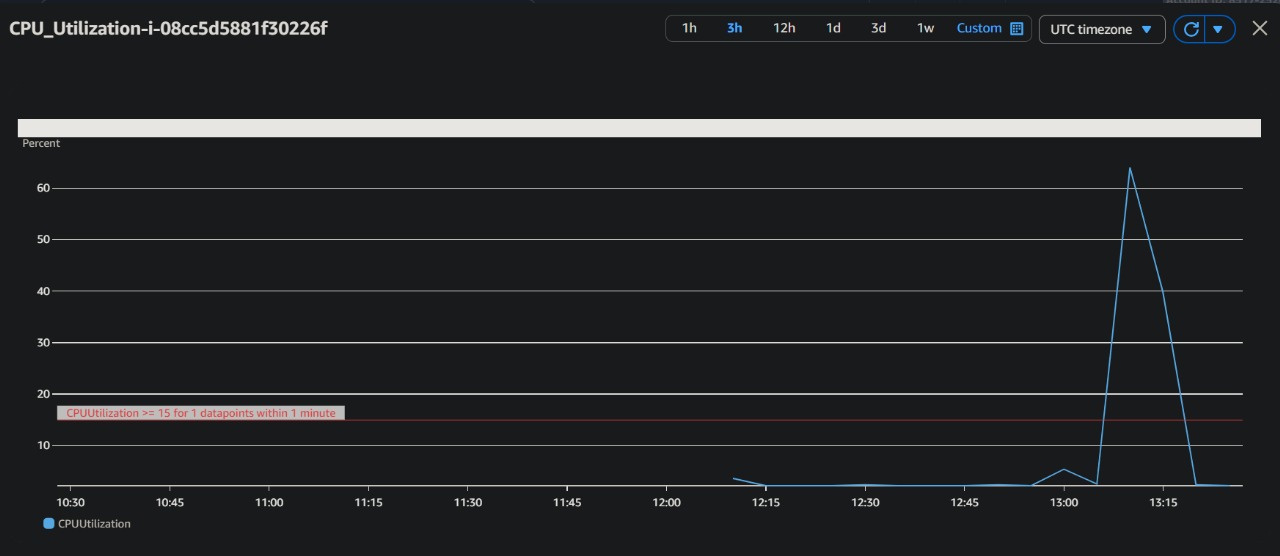 CPU_Utilization-i-08cc5d5881f30226f 1h 3h 12h 1d 3d 1w Custom UTC timezone
Percent
60
50
40
30
20
CPUUtilization >= 15 for 1 datapoints within 1 minute
10
10:30 10:45 11:00 11:15 11:30 11:45 12:00 12:15 12:30 12:45 13:00 13:15
CPUUtilization